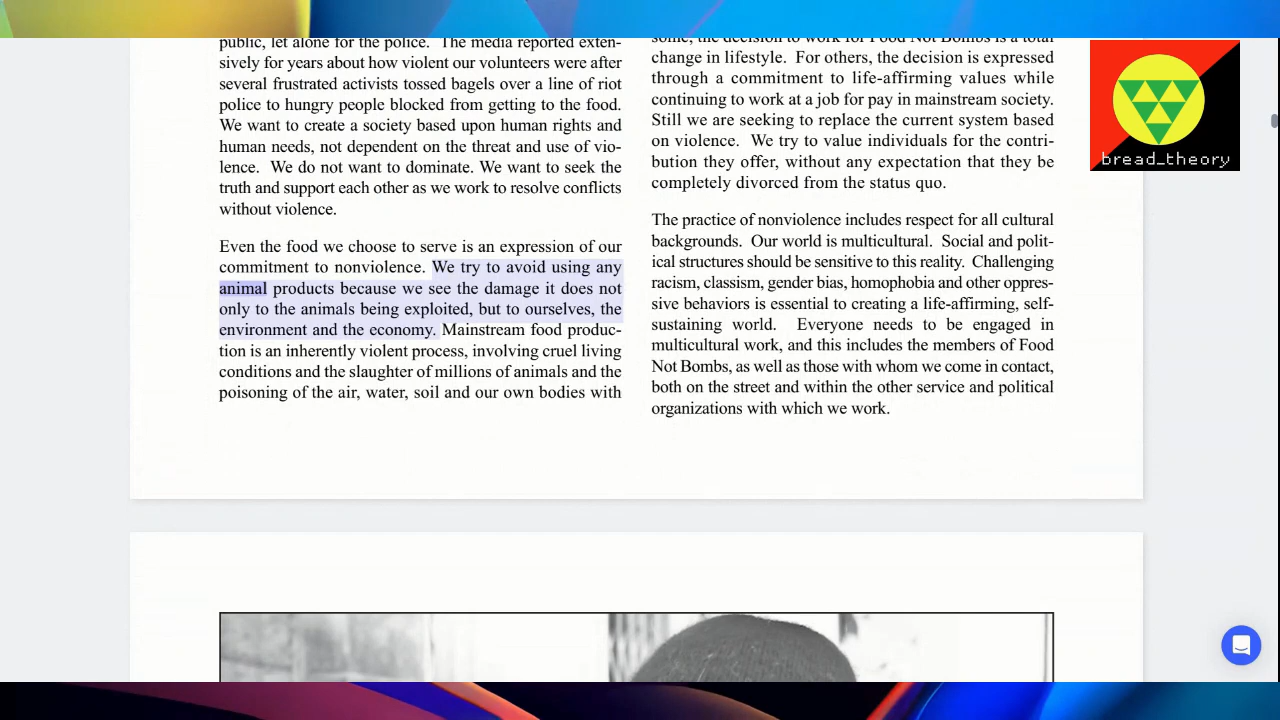 public, let alone for the police. The media reported exten-
sively for years about how violent our volunteers were after
several frustrated activists tossed bagels over a line of riot
police to hungry people blocked from getting to the food.
We want to create a society based upon human rights and
human needs, not dependent on the threat and use of vio-
lence. We do not want to dominate. We want to seek the
truth and support each other as we work to resolve conflicts
without violence.
Even the food we choose to serve is an expression of our
commitment to nonviolence. We try to avoid using any
animal products because we see the damage it does not
only to the animals being exploited, but to ourselves, the
environment and the economy. Mainstream food produc-
tion is an inherently violent process, involving cruel living
conditions and the slaughter of millions of animals and the
poisoning of the air, water, soil and our own bodies with
some, the decision to work for Food Not Bombs is a total
change in lifestyle. For others, the decision is expressed
through a commitment to life-affirming values while
continuing to work at a job for pay in mainstream society.
Still we are seeking to replace the current system based
on violence. We try to value individuals for the contri-
bution they offer, without any expectation that they be
completely divorced from the status quo.
The practice of nonviolence includes respect for all cultural
backgrounds. Our world is multicultural. Social and polit-
ical structures should be sensitive to this reality. Challenging
racism, classism, gender bias, homophobia and other oppres-
sive behaviors is essential to creating a life-affirming, self-
sustaining world. Everyone needs to be engaged in
multicultural work, and this includes the members of Food
Not Bombs, as well as those with whom we come in contact,
both on the street and within the other service and political
organizations with which we work.
bread_theory